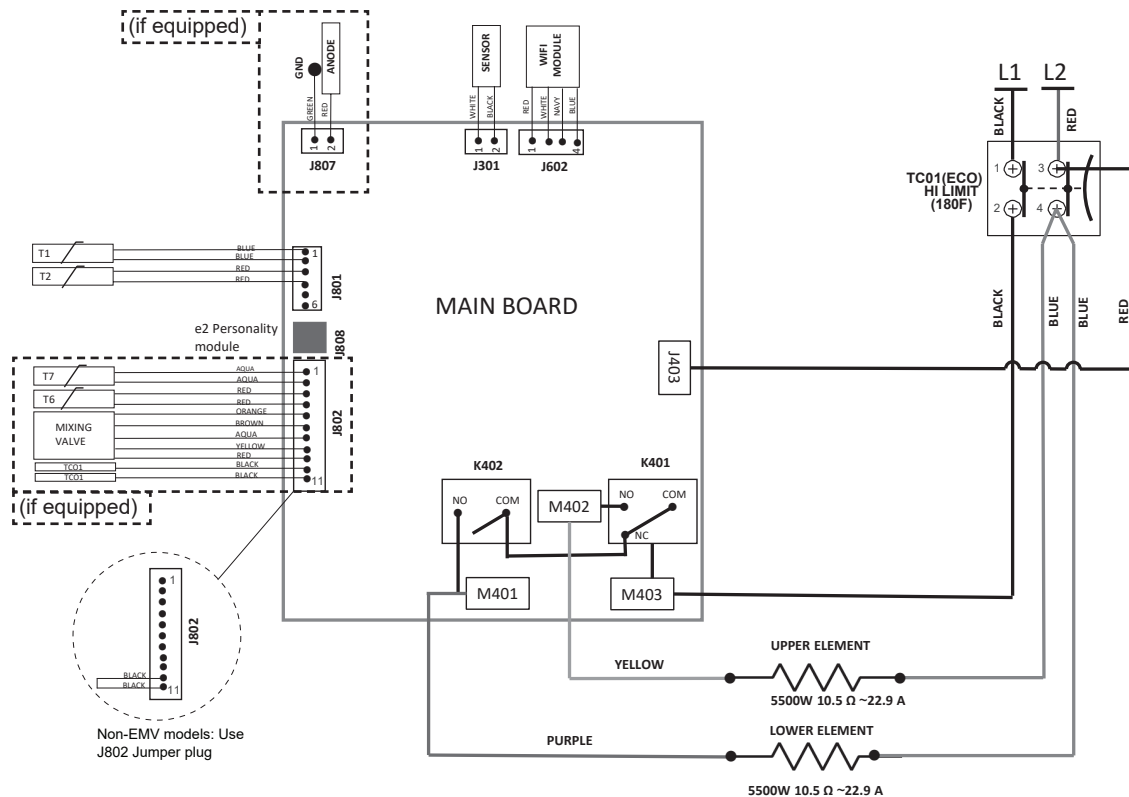 (if equipped)
GND
ANODE
GREEN
RED
1
2
J807
SENSOR
WHITE
BLACK
1
2
J301
WIFI
MODULE
RED
WHITE
NAVY
BLUE
1
4
J602
L1
L2
BLACK
RED
1
3
2
4
TC01(ECO)
HI LIMIT
(180F)
BLACK
BLUE
BLUE
RED
T1
T2
BLUE
BLUE
RED
RED
1
6
J801
MAIN BOARD
e2 Personality
module
J808
J403
T7
T6
MIXING
VALVE
TCO1
TCO1
AQUA
AQUA
RED
RED
ORANGE
BROWN
AQUA
YELLOW
RED
BLACK
BLACK
1
11
J802
(if equipped)
K402
NO
COM
M401
M402
K401
NO
COM
NC
M403
1
J802
BLACK
BLACK
11
Non-EMV models: Use
J802 Jumper plug
YELLOW
UPPER ELEMENT
5500W 10.5 Ω ~22.9 A
PURPLE
LOWER ELEMENT
5500W 10.5 Ω ~22.9 A